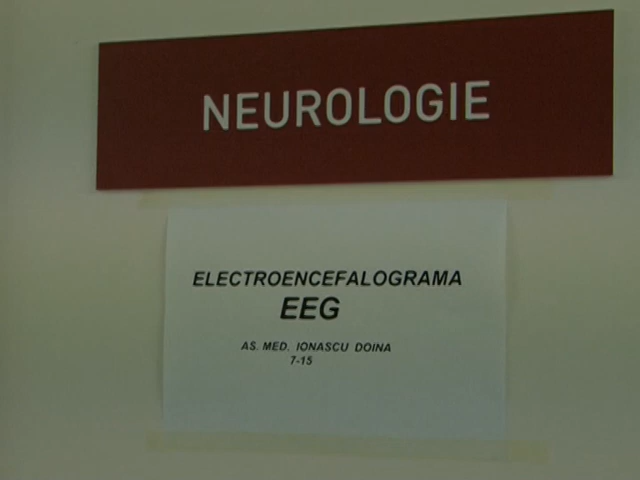 NEUROLOGIE
ELECTROENCEFALOGRAMA
EEG
AS. MED. IONASCU DOINA
7-15